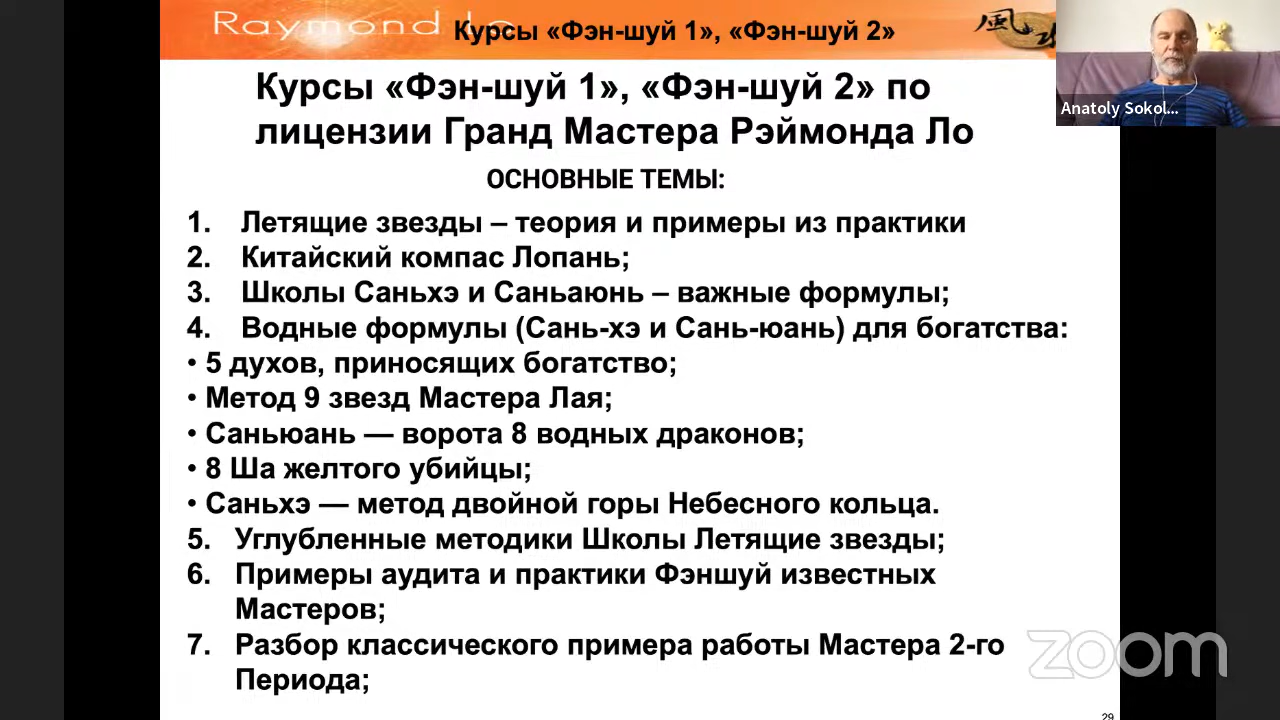 Raymond Lo
Курсы «Фэн-шуй 1», «Фэн-шуй 2»
風水
Курсы «Фэн-шуй 1», «Фэн-шуй 2» по
лицензии Гранд Мастера Рэймонда Ло
ОСНОВНЫЕ ТЕМЫ:
1. Летящие звезды – теория и примеры из практики
2. Китайский компас Лопань;
3. Школы Саньхэ и Саньаюнь – важные формулы;
4. Водные формулы (Сань-хэ и Сань-юань) для богатства:
• 5 духов, приносящих богатство;
• Метод 9 звезд Мастера Лая;
• Саньюань — ворота 8 водных драконов;
• 8 Ша желтого убийцы;
• Саньхэ — метод двойной горы Небесного кольца.
5. Углубленные методики Школы Летящие звезды;
6. Примеры аудита и практики Фэншуй известных
Мастеров;
7. Разбор классического примера работы Мастера 2-го
Периода;
29
Anatoly Sokol...
zoom